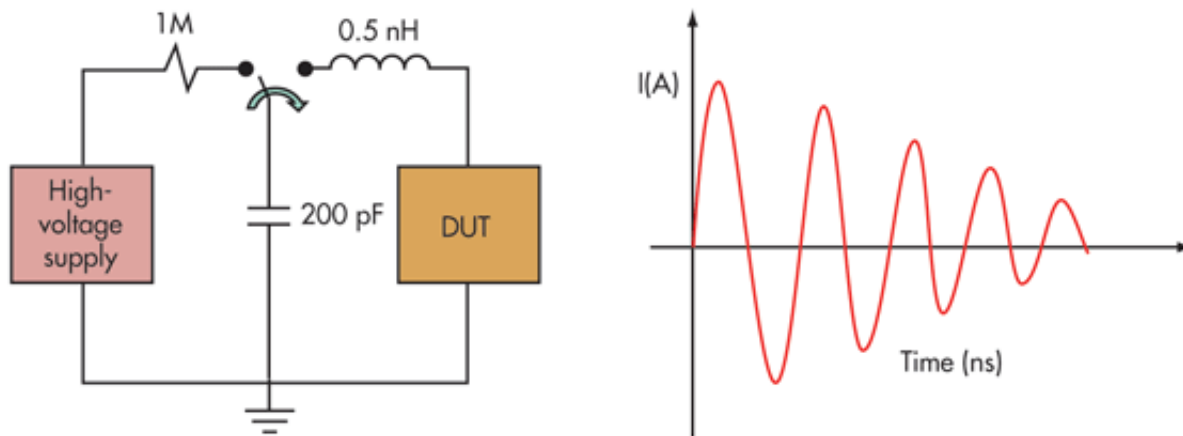 1M
0.5 nH
High-
voltage
supply
200 pF
DUT
I(A)
Time (ns)